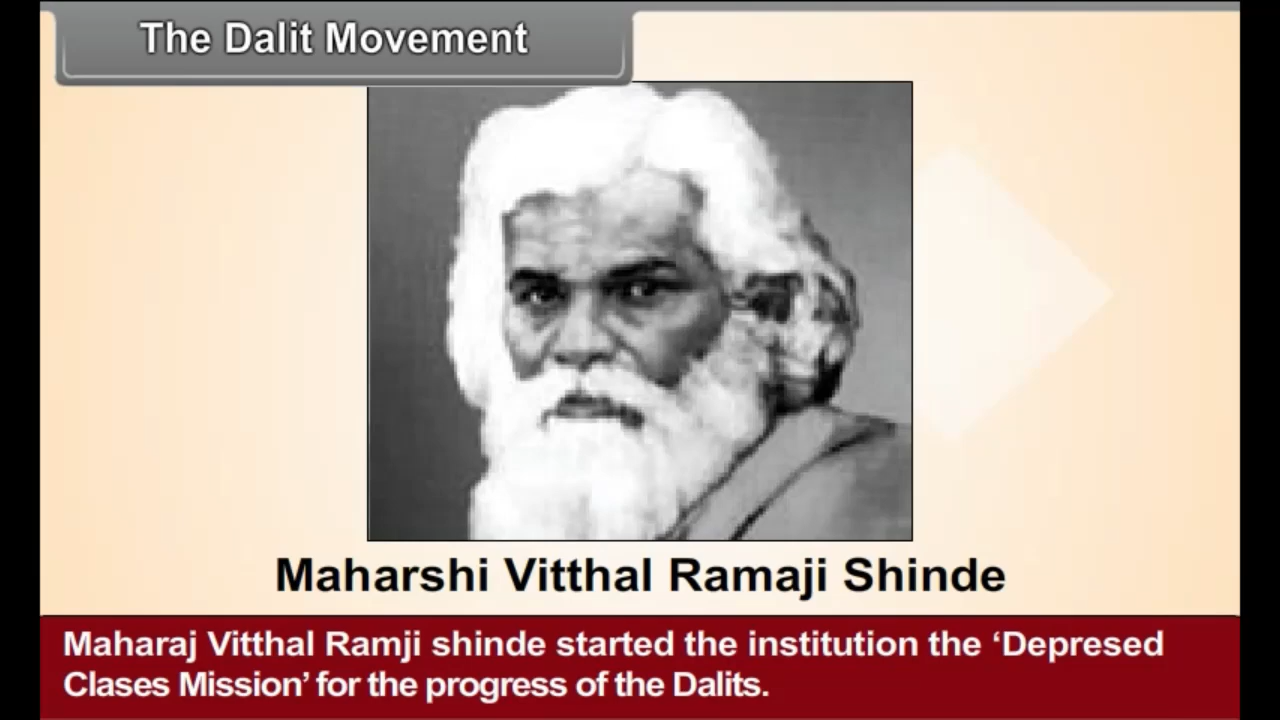 The Dalit Movement
Maharshi Vitthal Ramaji Shinde
Maharaj Vitthal Ramji shinde started the institution the ‘Depresed
Clases Mission’ for the progress of the Dalits.